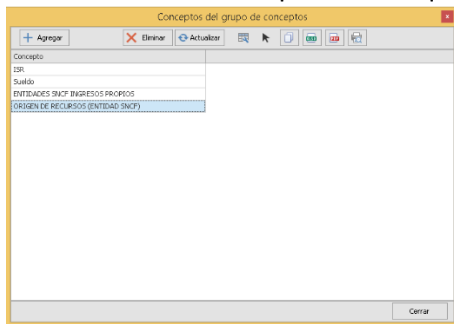 Conceptos del grupo de conceptos
Agregar Eliminar Actualizar
Concepto
ISR
Sueldo
ENTIDADES SNCF INGRESOS PROPIOS
ORIGEN DE RECURSOS (ENTIDAD SNCF)
Cerrar